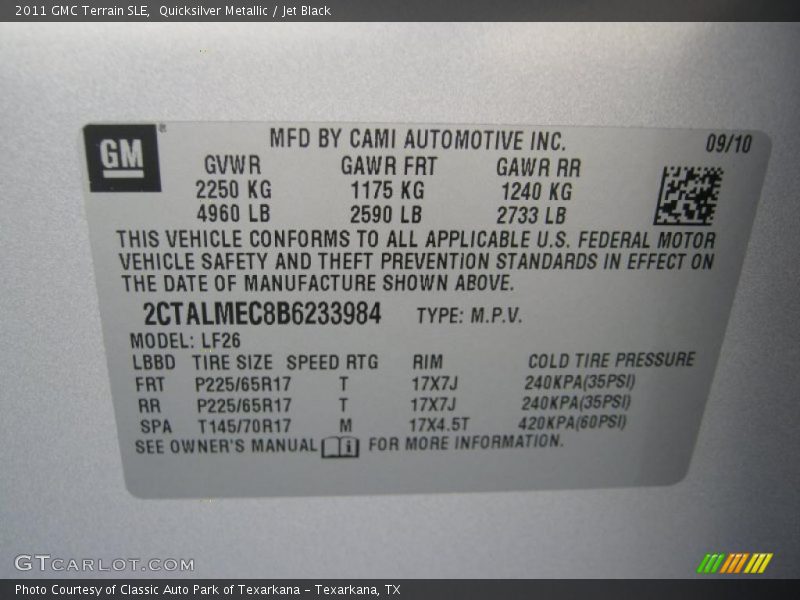 2011 GMC Terrain SLE,  Quicksilver Metallic / Jet Black
GM
MFD BY CAMI AUTOMOTIVE INC. 09/10
GVWR GAWR FRT GAWR RR
2250 KG 1175 KG 1240 KG
4960 LB 2590 LB 2733 LB
THIS VEHICLE CONFORMS TO ALL APPLICABLE U.S. FEDERAL MOTOR
VEHICLE SAFETY AND THEFT PREVENTION STANDARDS IN EFFECT ON
THE DATE OF MANUFACTURE SHOWN ABOVE.
2CTALMEC8B6233984 TYPE: M.P.V.
MODEL: LF26
LBBD TIRE SIZE SPEED RTG RIM COLD TIRE PRESSURE
FRT P225/65R17 T 17X7J 240KPA(35PSI)
RR P225/65R17 T 17X7J 240KPA(35PSI)
SPA T145/70R17 M 17X4.5T 420KPA(60PSI)
SEE OWNER'S MANUAL i FOR MORE INFORMATION.
GTCARLOT.COM
Photo Courtesy of Classic Auto Park of Texarkana – Texarkana, TX